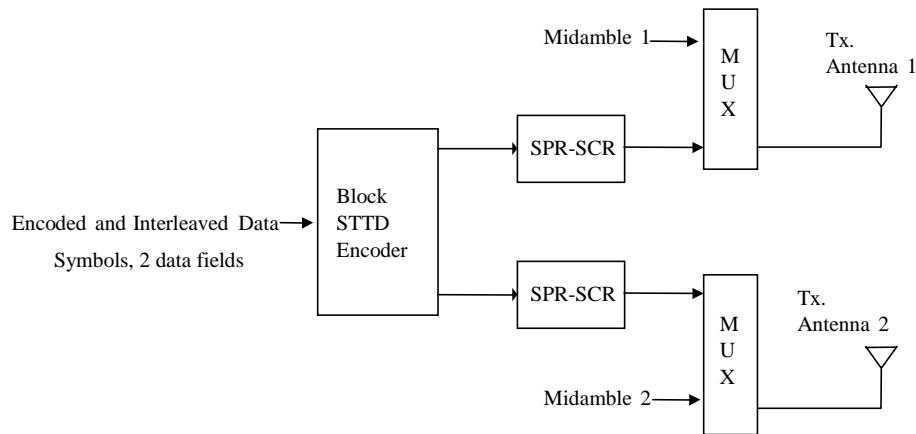 Midamble 1
M
U
X
Tx.
Antenna 1
SPR-SCR
Block
STTD
Encoder
Encoded and Interleaved Data
Symbols, 2 data fields
SPR-SCR
Tx.
Antenna 2
M
U
X
Midamble 2